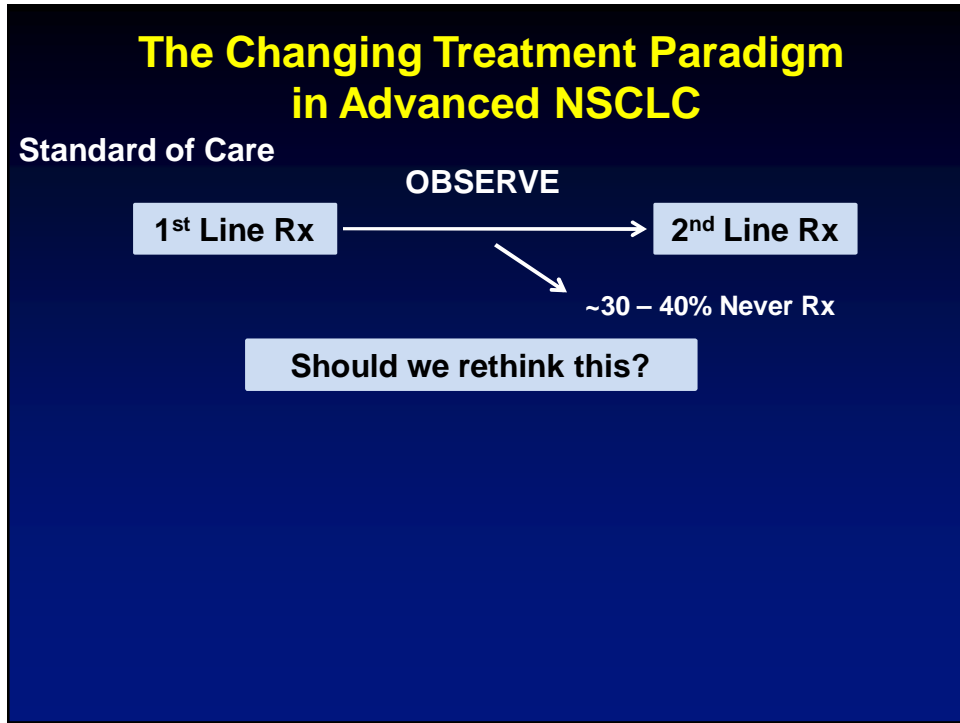 The Changing Treatment Paradigm
in Advanced NSCLC
Standard of Care
OBSERVE
1st Line Rx
2nd Line Rx
~30 – 40% Never Rx
Should we rethink this?